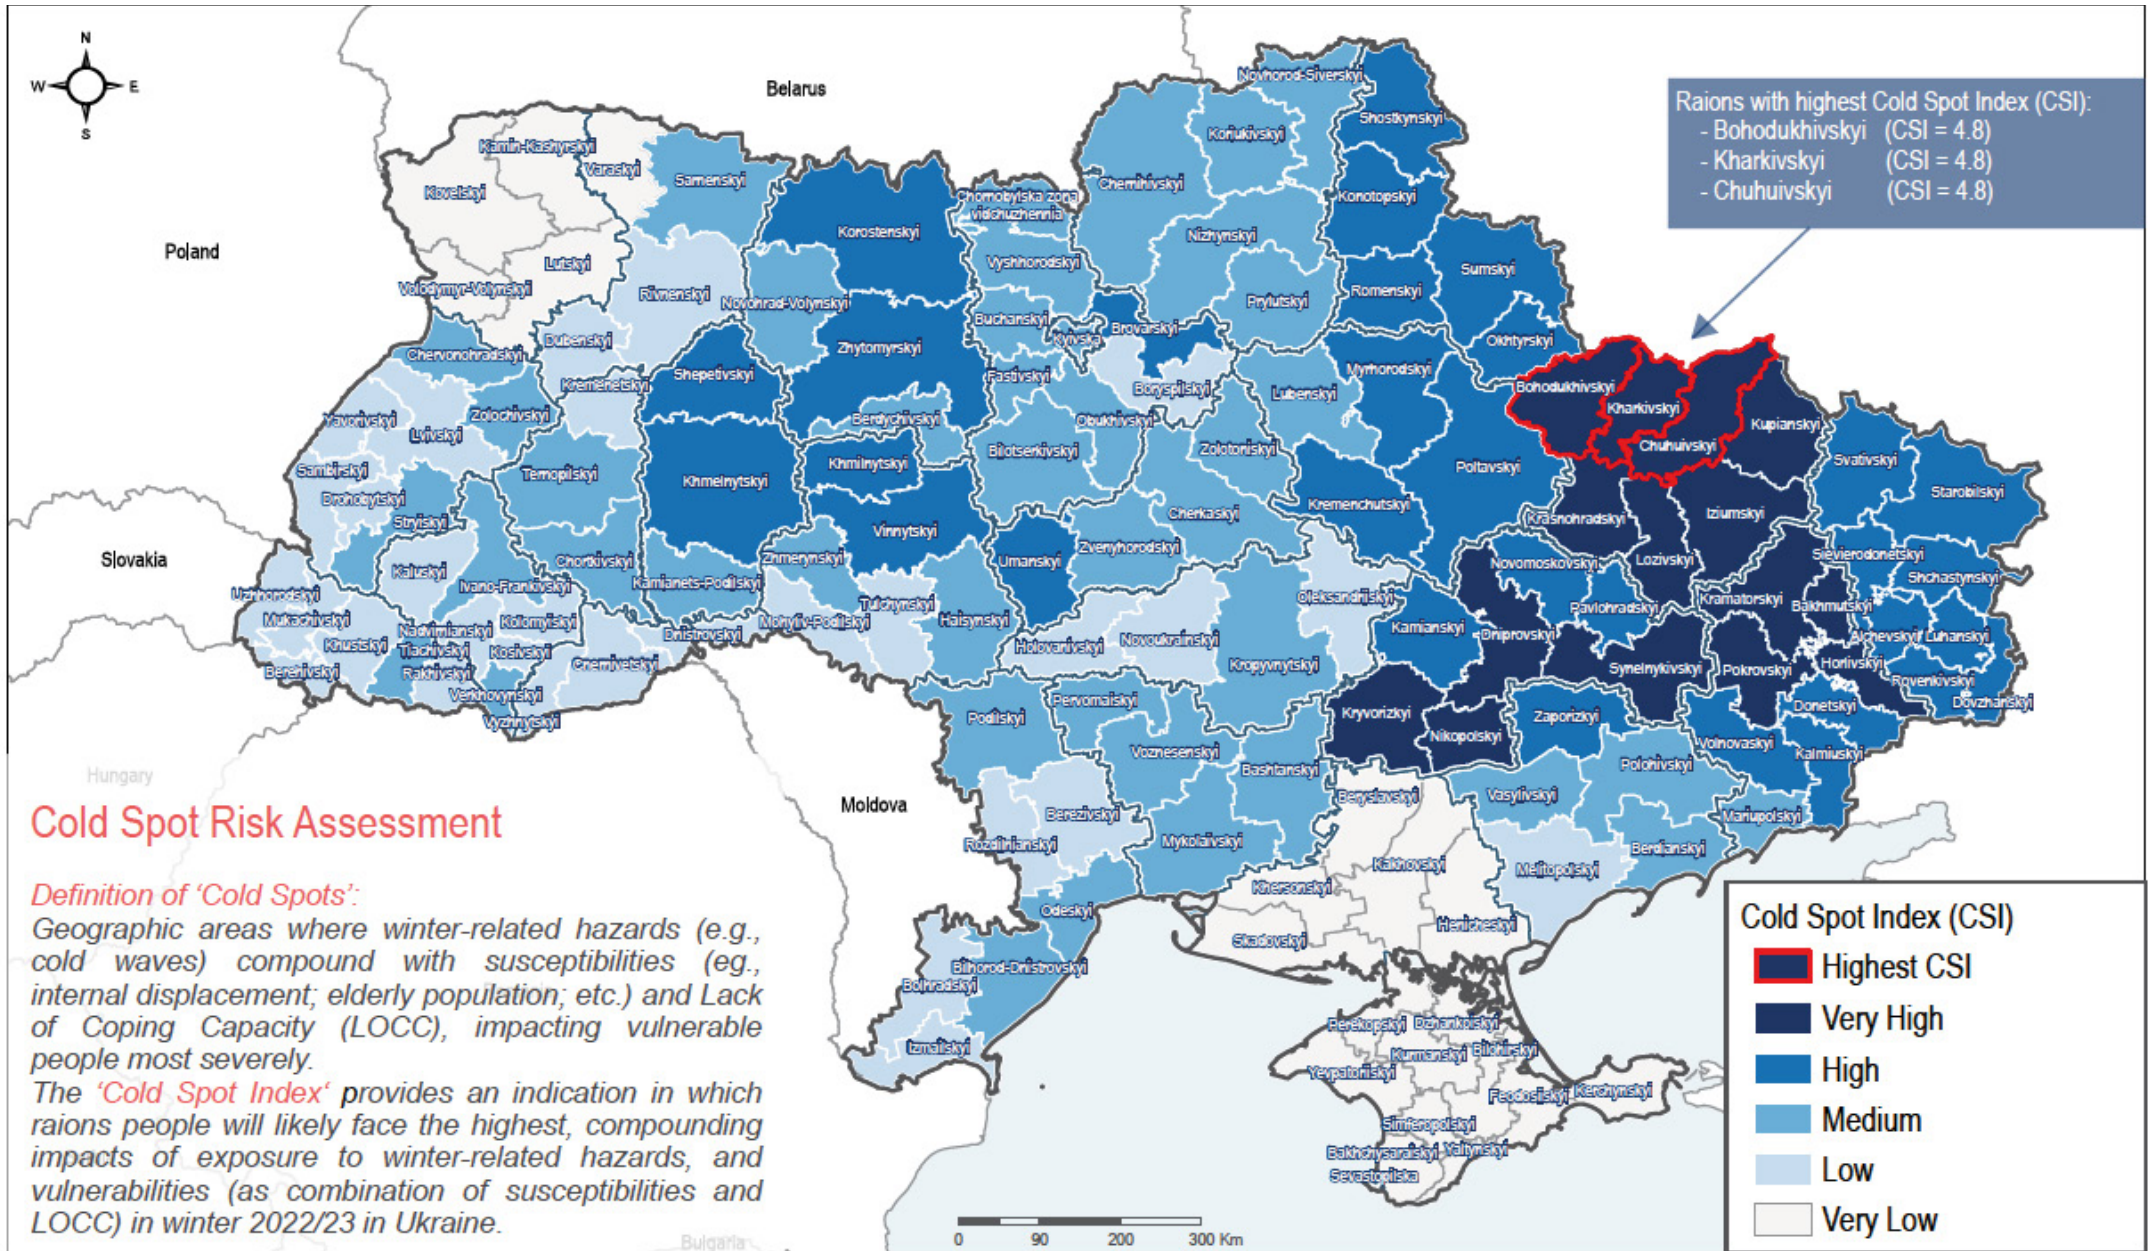 N
W
E
S
Belarus
Poland
Slovakia
Hungary
Moldova
Bulgaria
Raions with highest Cold Spot Index (CSI):
- Bohodukhivskyi (CSI = 4.8)
- Kharkivskyi (CSI = 4.8)
- Chuhuivskyi (CSI = 4.8)
Novhorod-Siverskyi
Shostkynskyi
Koriukivskyi
Kamin-Kashyrskyi
Varaskyi
Sarnenskyi
Kovelskyi
Chornobylska zona
vidchuzhennia
Chernihivskyi
Konotopskyi
Korostenskyi
Nizhynskyi
Lutskyi
Vyshhorodskyi
Sumskyi
Volodymyr-Volynskyi
Rivnenskyi
Novohrad-Volynskyi
Prylutskyi
Romenskyi
Buchanskyi
Kyivska
Brovarskyi
Dubenskyi
Zhytomyrskyi
Okhtyrskyi
Chervonohradskyi
Shepetivskyi
Fastivskyi
Myrhorodskyi
Kremenetskyi
Boryspilskyi
Lubenskyi
Bohodukhivskyi
Kharkivskyi
Chuhuivskyi
Kupianskyi
Yavorivskyi
Lvivskyi
Zolochivskyi
Berdychivskyi
Obukhivskyi
Bilotserkivskyi
Zolotoniskyi
Sambirskyi
Ternopilskyi
Khmelnytskyi
Khmilnytskyi
Poltavskyi
Svativskyi
Starobilskyi
Drohobytskyi
Stryiskyi
Vinnytskyi
Cherkaskyi
Kremenchutskyi
Krasnohradskyi
Iziumskyi
Kaluskyi
Ivano-Frankivskyi
Chortkivskyi
Kamianets-Podilskyi
Zhmerynskyi
Umanskyi
Zvenyhorodskyi
Novomoskovskyi
Lozivskyi
Sievierodonetskyi
Shchastynskyi
Uzhhorodskyi
Mukachivskyi
Khustskyi
Berehivskyi
Nadvirnianskyi
Kolomyiskyi
Tiachivskyi
Kosivskyi
Rakhivskyi
Verkhovynskyi
Vyzhnytskyi
Chernivetskyi
Dnistrovskyi
Mohyliv-Podilskyi
Tulchynskyi
Haisynskyi
Holovanivskyi
Novoukrainskyi
Oleksandriiskyi
Kropyvnytskyi
Kamianskyi
Dniprovskyi
Pavlohradskyi
Kramatorskyi
Bakhmutskyi
Alchevskyi
Luhanskyi
Synelnykivskyi
Pokrovskyi
Horlivskyi
Rovenkivskyi
Dovzhanskyi
Donetskyi
Podilskyi
Pervomaiskyi
Kryvorizkyi
Nikopolskyi
Zaporizkyi
Volnovaskyi
Kalmiuskyi
Voznesenskyi
Bashtanskyi
Polohivskyi
Vasylivskyi
Mariupolskyi
Beryslavskyi
Berezivskyi
Rozdilnianskyi
Mykolaivskyi
Kakhovskyi
Melitopolskyi
Berdianskyi
Odeskyi
Khersonskyi
Skadovskyi
Henicheskyi
Bilhorod-Dnistrovskyi
Bolhradskyi
Izmailskyi
Perekopskyi
Dzhankoiskyi
Kurmanskyi
Bilohirskyi
Yevpatoriiskyi
Feodosiiskyi
Kerchynskyi
Simferopolskyi
Bakhchysaraiskyi
Yaltynskyi
Sevastopilska
Cold Spot Risk Assessment
Definition of ‘Cold Spots’:
Geographic areas where winter-related hazards (e.g.,
cold waves) compound with susceptibilities (eg.,
internal displacement; elderly population; etc.) and Lack
of Coping Capacity (LOCC), impacting vulnerable
people most severely.
The ‘Cold Spot Index‘ provides an indication in which
raions people will likely face the highest, compounding
impacts of exposure to winter-related hazards, and
vulnerabilities (as combination of susceptibilities and
LOCC) in winter 2022/23 in Ukraine.
0 90 200 300 Km
Cold Spot Index (CSI)
Highest CSI
Very High
High
Medium
Low
Very Low